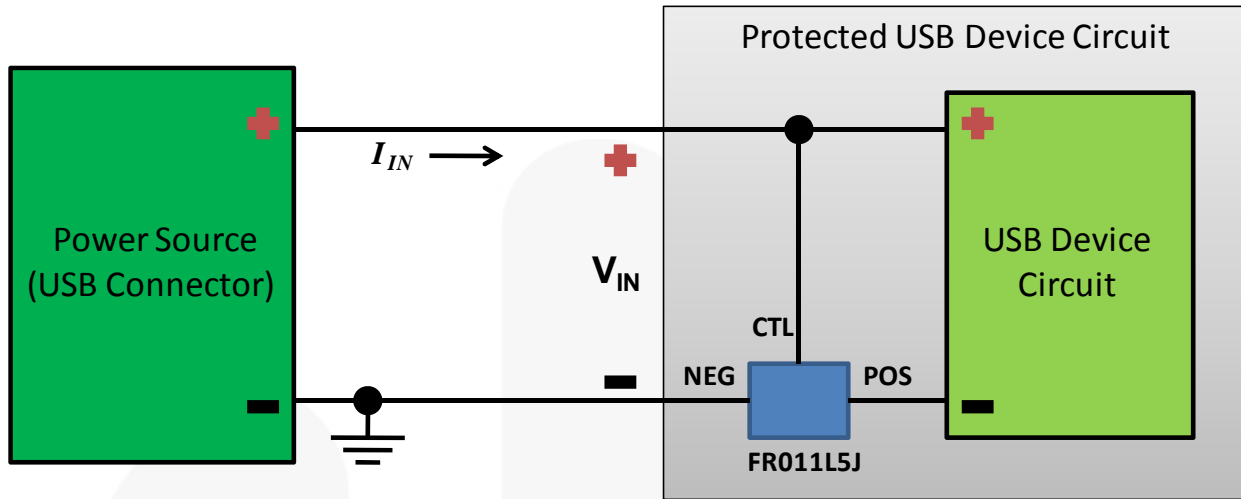 Protected USB Device Circuit
+
+
I_IN
+
Power Source
(USB Connector)
USB Device
Circuit
V_IN
CTL
NEG
POS
-
-
-
FR011L5J